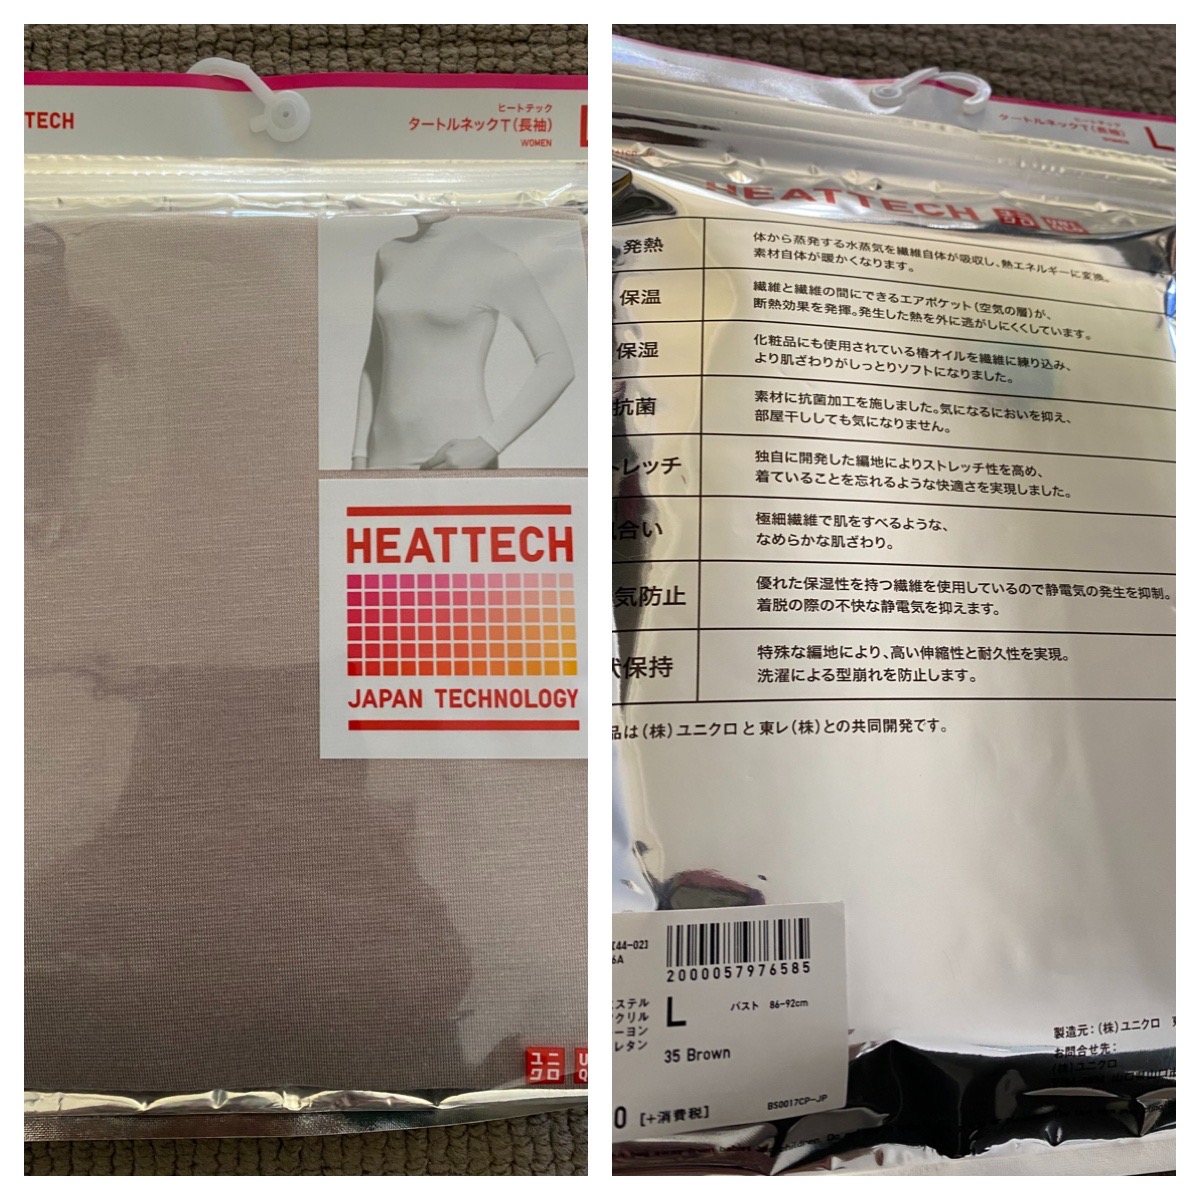 TECH
ヒートテック
タートルネックT(長袖)
WOMEN
L
HEATTECH
JAPAN TECHNOLOGY
ユニ
クロ
ヒートテック
タートルネックT(長袖)
WOMEN
L
HEATTECH
ユニ
クロ
発熱
体から蒸発する水蒸気を繊維自体が吸収し、熱エネルギーに変換。
素材自体が暖かくなります。
保温
繊維と繊維の間にできるエアポケット(空気の層)が、
断熱効果を発揮。発生した熱を外に逃がしにくくしています。
保湿
化粧品にも使用されている椿オイルを繊維に練り込み、
より肌ざわりがしっとりソフトになりました。
抗菌
素材に抗菌加工を施しました。気になるにおいを抑え、
部屋干ししても気になりません。
トレッチ
独自に開発した編地によりストレッチ性を高め、
着ていることを忘れるような快適さを実現しました。
合い
極細繊維で肌をすべるような、
なめらかな肌ざわり。
気防止
優れた保湿性を持つ繊維を使用しているので静電気の発生を抑制。
着脱の際の不快な静電気を抑えます。
状保持
特殊な編地により、高い伸縮性と耐久性を実現。
洗濯による型崩れを防止します。
品は(株)ユニクロと東レ(株)との共同開発です。
[44-02]
6A
2000057976585
エステル
クリル
ーヨン
レタン
L
バスト 86-92cm
35 Brown
0 [+消費税]
BS0017CP-JP
製造元:(株)ユニクロ
お問合せ先:
(株)ユニクロ